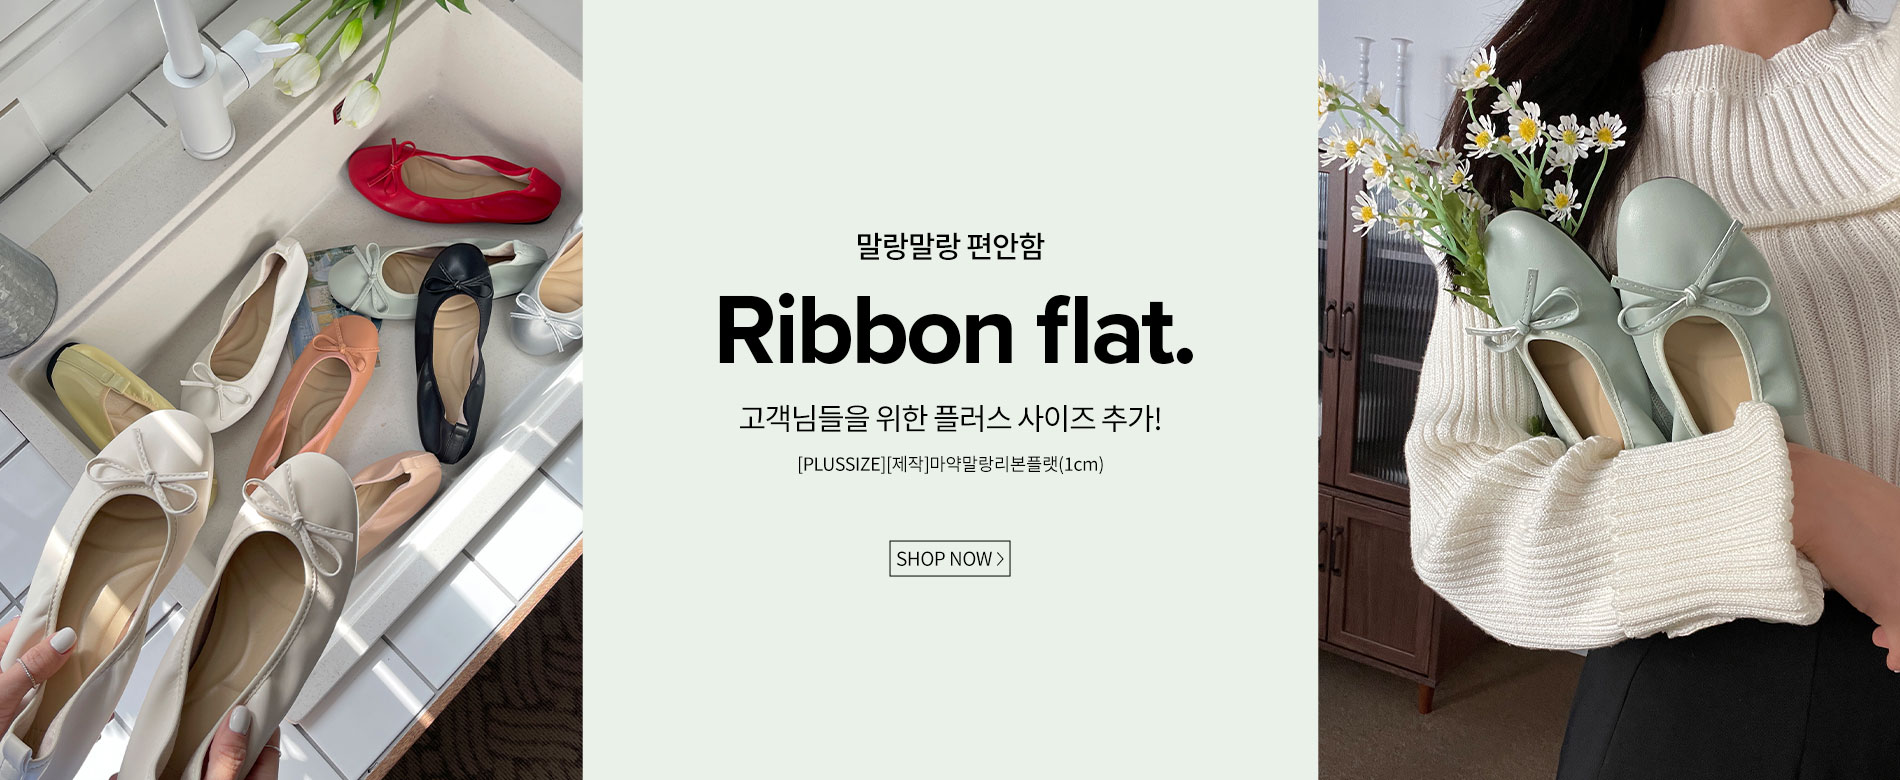 말랑말랑 편안함
Ribbon flat.
고객님들을 위한 플러스 사이즈 추가!
[PLUSSIZE][제작]마약말랑리본플랫(1cm)
SHOP NOW >